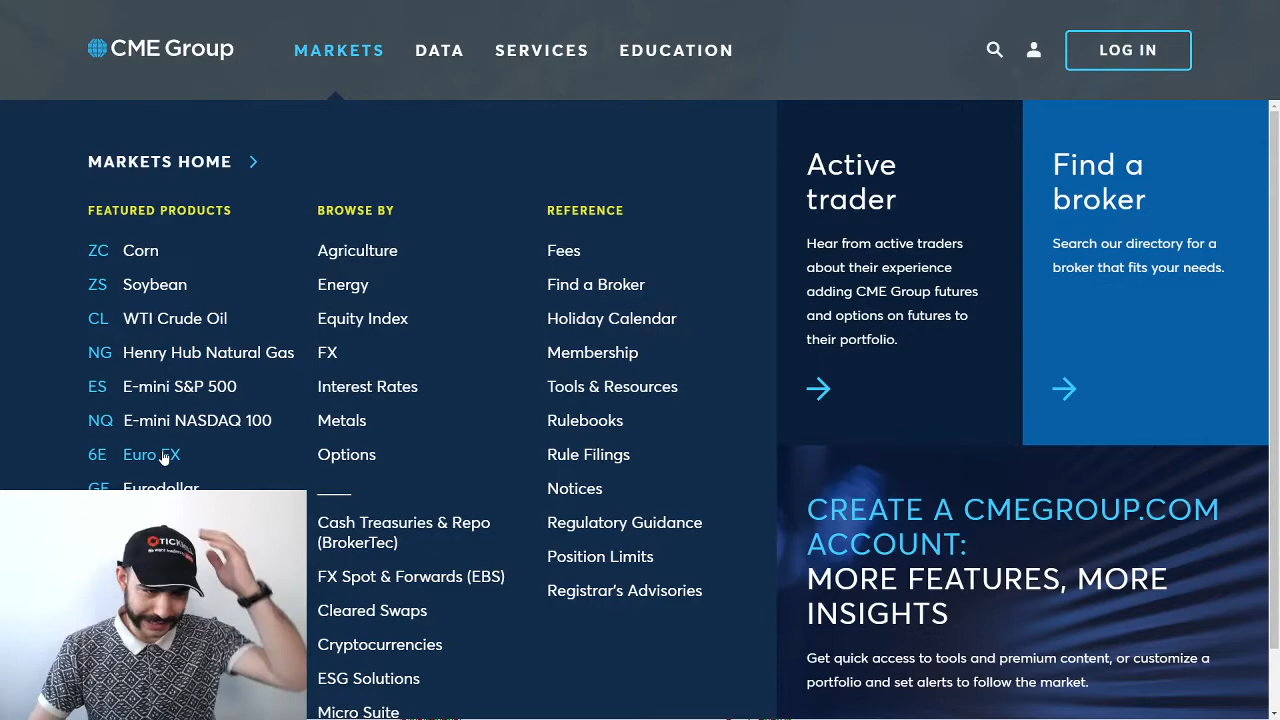 CME Group
MARKETS
DATA
SERVICES
EDUCATION
LOG IN
MARKETS HOME
FEATURED PRODUCTS
ZC Corn
ZS Soybean
CL WTI Crude Oil
NG Henry Hub Natural Gas
ES E-mini S&P 500
NQ E-mini NASDAQ 100
6E Euro FX
GE Eurodollar
BROWSE BY
Agriculture
Energy
Equity Index
FX
Interest Rates
Metals
Options
Cash Treasuries & Repo
(BrokerTec)
FX Spot & Forwards (EBS)
Cleared Swaps
Cryptocurrencies
ESG Solutions
Micro Suite
REFERENCE
Fees
Find a Broker
Holiday Calendar
Membership
Tools & Resources
Rulebooks
Rule Filings
Notices
Regulatory Guidance
Position Limits
Registrar's Advisories
Active
trader
Hear from active traders
about their experience
adding CME Group futures
and options on futures to
their portfolio.
Find a
broker
Search our directory for a
broker that fits your needs.
CREATE A CMEGROUP.COM
ACCOUNT:
MORE FEATURES, MORE
INSIGHTS
Get quick access to tools and premium content, or customize a
portfolio and set alerts to follow the market.